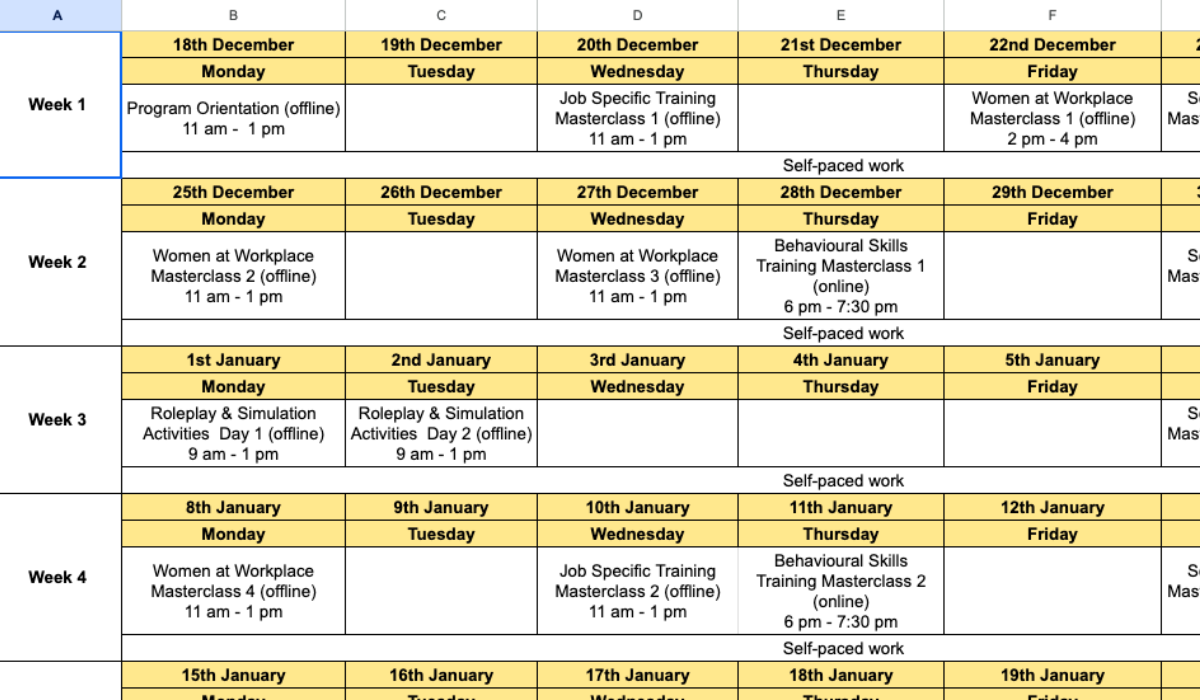 A B C D E F
18th December 19th December 20th December 21st December 22nd December
Monday Tuesday Wednesday Thursday Friday
Week 1
Program Orientation (offline)
11 am - 1 pm
Job Specific Training
Masterclass 1 (offline)
11 am - 1 pm
Women at Workplace
Masterclass 1 (offline)
2 pm - 4 pm
Self-paced work
25th December 26th December 27th December 28th December 29th December
Monday Tuesday Wednesday Thursday Friday
Week 2
Women at Workplace
Masterclass 2 (offline)
11 am - 1 pm
Women at Workplace
Masterclass 3 (offline)
11 am - 1 pm
Behavioural Skills
Training Masterclass 1
(online)
6 pm - 7:30 pm
Self-paced work
1st January 2nd January 3rd January 4th January 5th January
Monday Tuesday Wednesday Thursday Friday
Week 3
Roleplay & Simulation
Activities Day 1 (offline)
9 am - 1 pm
Roleplay & Simulation
Activities Day 2 (offline)
9 am - 1 pm
Self-paced work
8th January 9th January 10th January 11th January 12th January
Monday Tuesday Wednesday Thursday Friday
Week 4
Women at Workplace
Masterclass 4 (offline)
11 am - 1 pm
Job Specific Training
Masterclass 2 (offline)
11 am - 1 pm
Behavioural Skills
Training Masterclass 2
(online)
6 pm - 7:30 pm
Self-paced work
15th January 16th January 17th January 18th January 19th January
Monday Tuesday Wednesday Thursday Friday